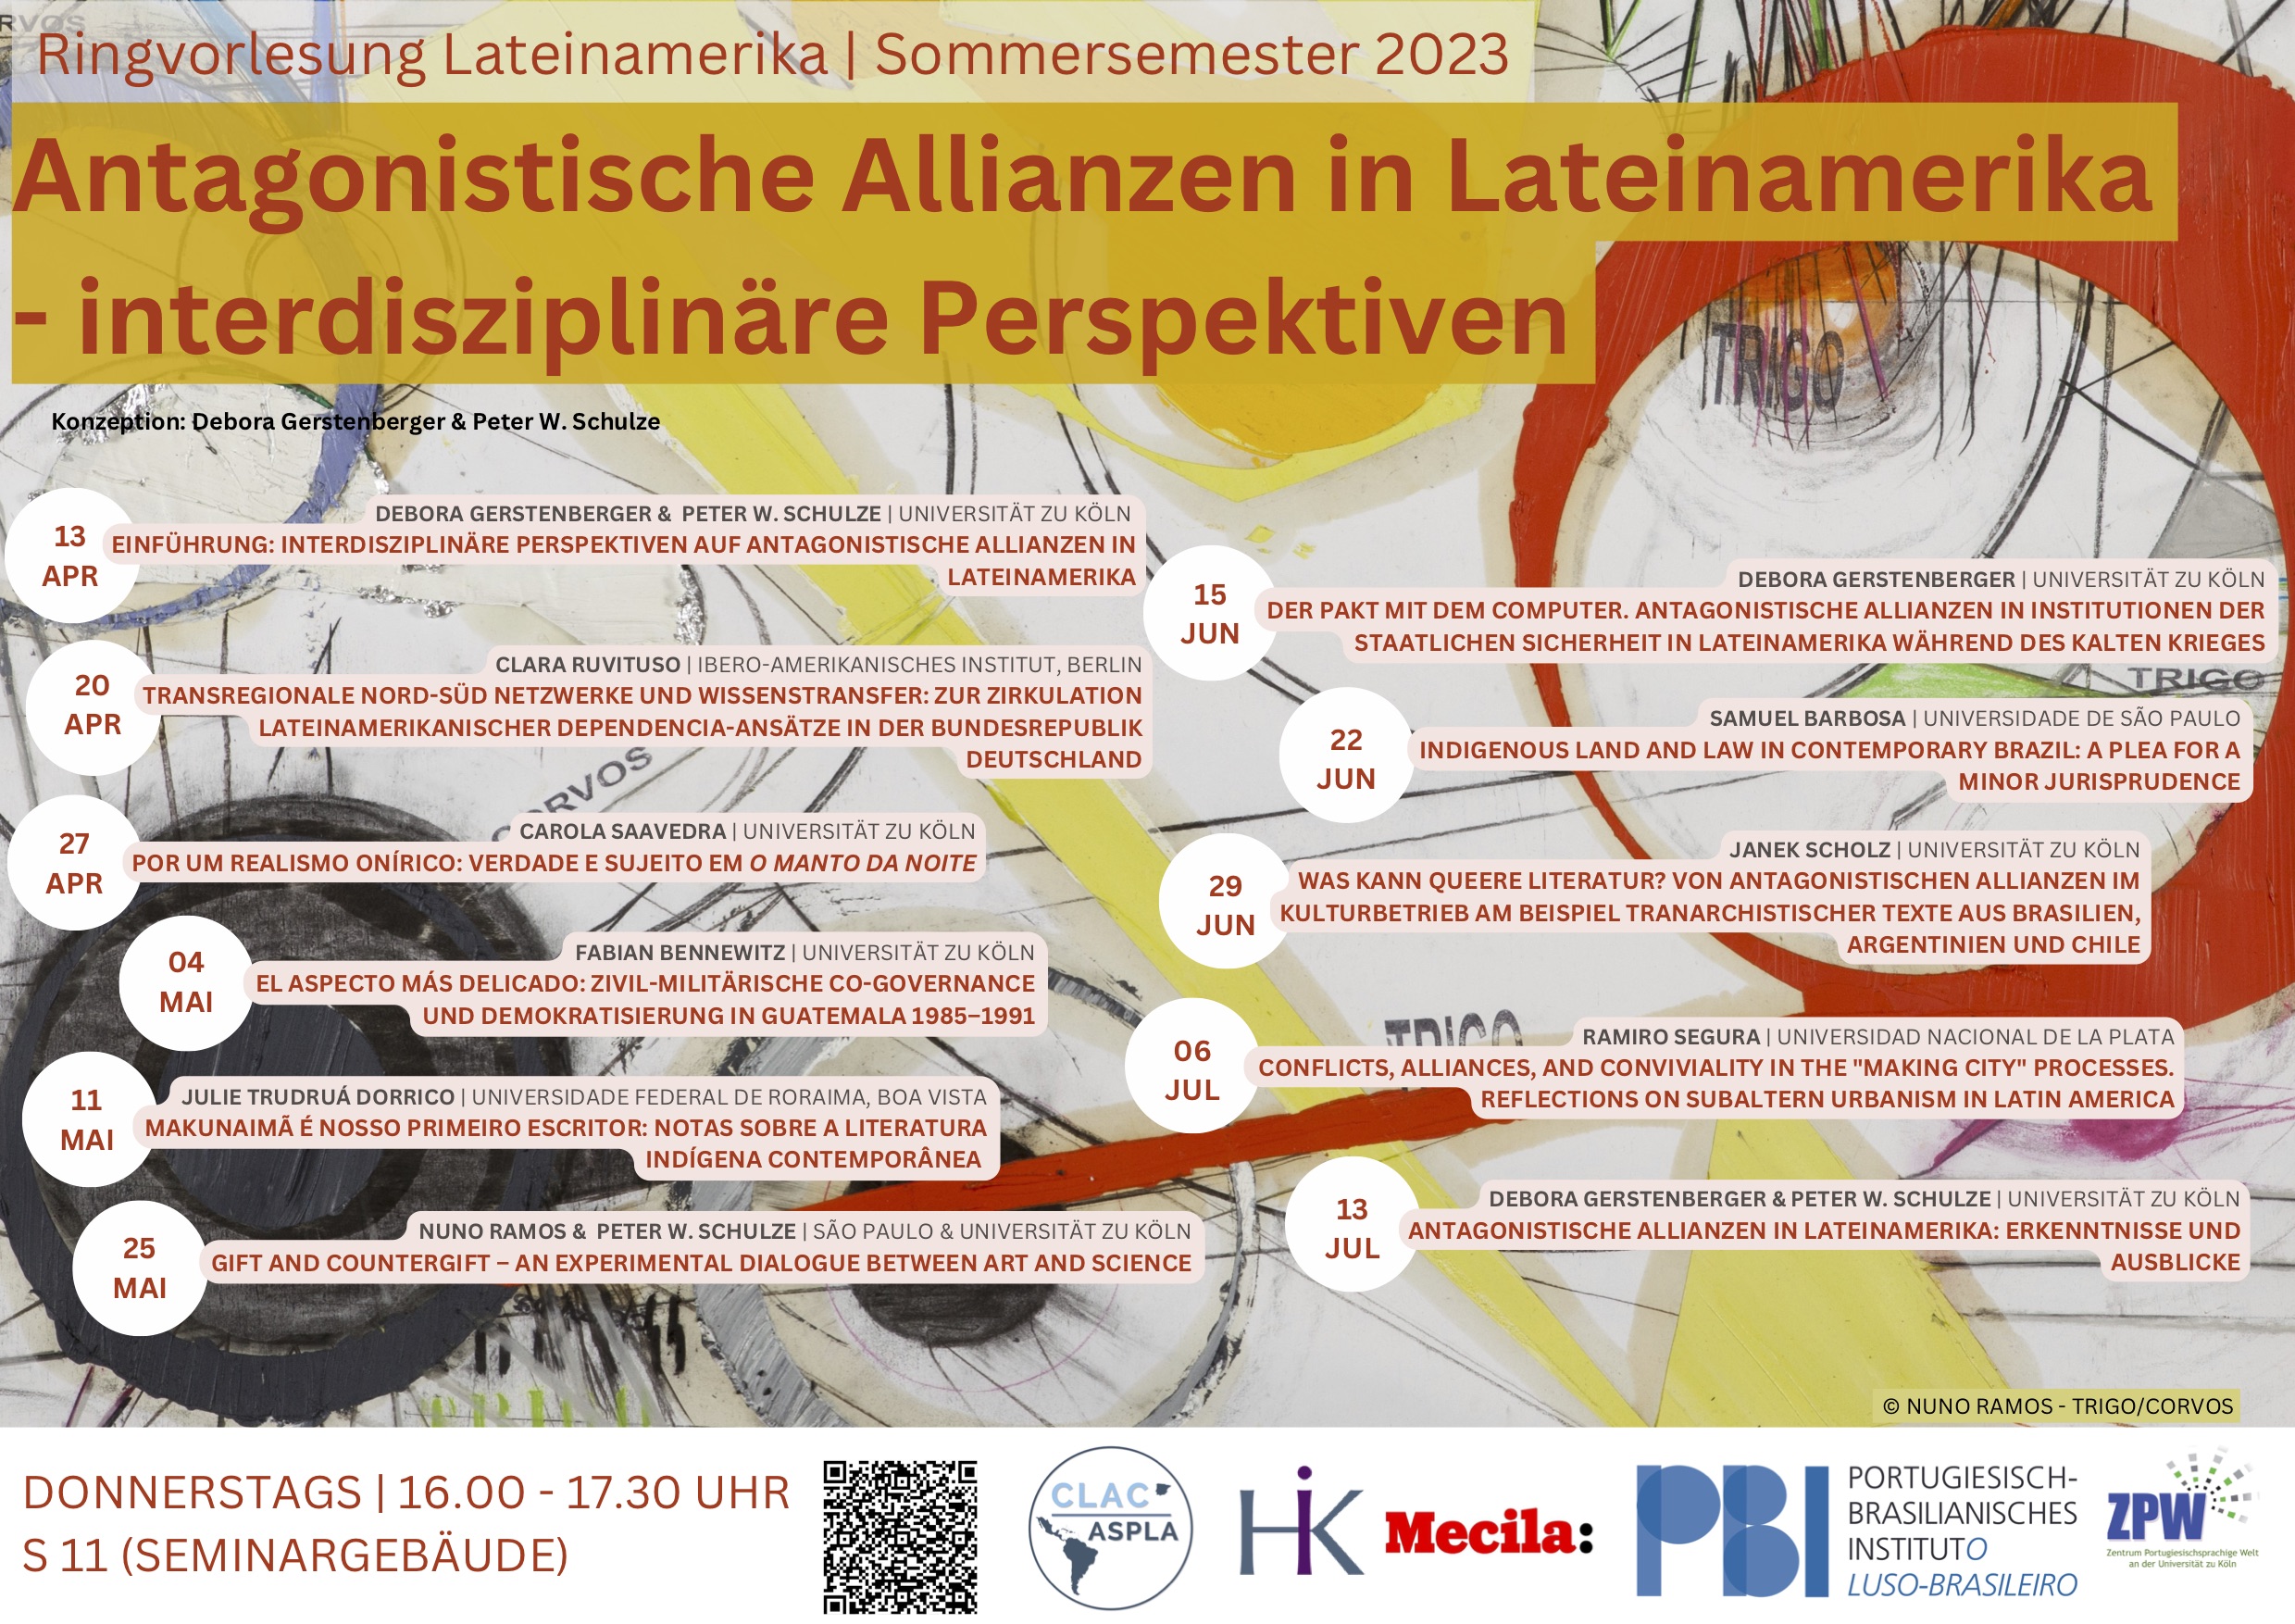 Ringvorlesung Lateinamerika | Sommersemester 2023
Antagonistische Allianzen in Lateinamerika
- interdisziplinäre Perspektiven
Konzeption: Debora Gerstenberger & Peter W. Schulze
13
APR
DEBORA GERSTENBERGER & PETER W. SCHULZE | UNIVERSITÄT ZU KÖLN
EINFÜHRUNG: INTERDISZIPLINÄRE PERSPEKTIVEN AUF ANTAGONISTISCHE ALLIANZEN IN
LATEINAMERIKA
20
APR
CLARA RUVITUSO | IBERO-AMERIKANISCHES INSTITUT, BERLIN
TRANSREGIONALE NORD-SÜD NETZWERKE UND WISSENSTRANSFER: ZUR ZIRKULATION
LATEINAMERIKANISCHER DEPENDENCIA-ANSÄTZE IN DER BUNDESREPUBLIK
DEUTSCHLAND
27
APR
CAROLA SAAVEDRA | UNIVERSITÄT ZU KÖLN
POR UM REALISMO ONÍRICO: VERDADE E SUJEITO EM O MANTO DA NOITE
04
MAI
FABIAN BENNEWITZ | UNIVERSITÄT ZU KÖLN
EL ASPECTO MÁS DELICADO: ZIVIL-MILITÄRISCHE CO-GOVERNANCE
UND DEMOKRATISIERUNG IN GUATEMALA 1985–1991
11
MAI
JULIE TRUDRUÁ DORRICO | UNIVERSIDADE FEDERAL DE RORAIMA, BOA VISTA
MAKUNAIMÃ É NOSSO PRIMEIRO ESCRITOR: NOTAS SOBRE A LITERATURA
INDÍGENA CONTEMPORÂNEA
25
MAI
NUNO RAMOS & PETER W. SCHULZE | SÃO PAULO & UNIVERSITÄT ZU KÖLN
GIFT AND COUNTERGIFT – AN EXPERIMENTAL DIALOGUE BETWEEN ART AND SCIENCE
15
JUN
DEBORA GERSTENBERGER | UNIVERSITÄT ZU KÖLN
DER PAKT MIT DEM COMPUTER. ANTAGONISTISCHE ALLIANZEN IN INSTITUTIONEN DER
STAATLICHEN SICHERHEIT IN LATEINAMERIKA WÄHREND DES KALTEN KRIEGES
22
JUN
SAMUEL BARBOSA | UNIVERSIDADE DE SÃO PAULO
INDIGENOUS LAND AND LAW IN CONTEMPORARY BRAZIL: A PLEA FOR A
MINOR JURISPRUDENCE
29
JUN
JANEK SCHOLZ | UNIVERSITÄT ZU KÖLN
WAS KANN QUEERE LITERATUR? VON ANTAGONISTISCHEN ALLIANZEN IM
KULTURBETRIEB AM BEISPIEL TRANARCHISTISCHER TEXTE AUS BRASILIEN,
ARGENTINIEN UND CHILE
06
JUL
RAMIRO SEGURA | UNIVERSIDAD NACIONAL DE LA PLATA
CONFLICTS, ALLIANCES, AND CONVIVIALITY IN THE "MAKING CITY" PROCESSES.
REFLECTIONS ON SUBALTERN URBANISM IN LATIN AMERICA
13
JUL
DEBORA GERSTENBERGER & PETER W. SCHULZE | UNIVERSITÄT ZU KÖLN
ANTAGONISTISCHE ALLIANZEN IN LATEINAMERIKA: ERKENNTNISSE UND
AUSBLICKE
TRIGO
TRIGO
TRIGO
© NUNO RAMOS - TRIGO/CORVOS
DONNERSTAGS | 16.00 - 17.30 UHR
S 11 (SEMINARGEBÄUDE)
CLAC
ASPLA
HiK
Mecila:
PBI
PORTUGIESISCH-
BRASILIANISCHES
INSTITUTO
LUSO-BRASILEIRO
ZPW
Zentrum Portugiesischsprachige Welt
an der Universität zu Köln